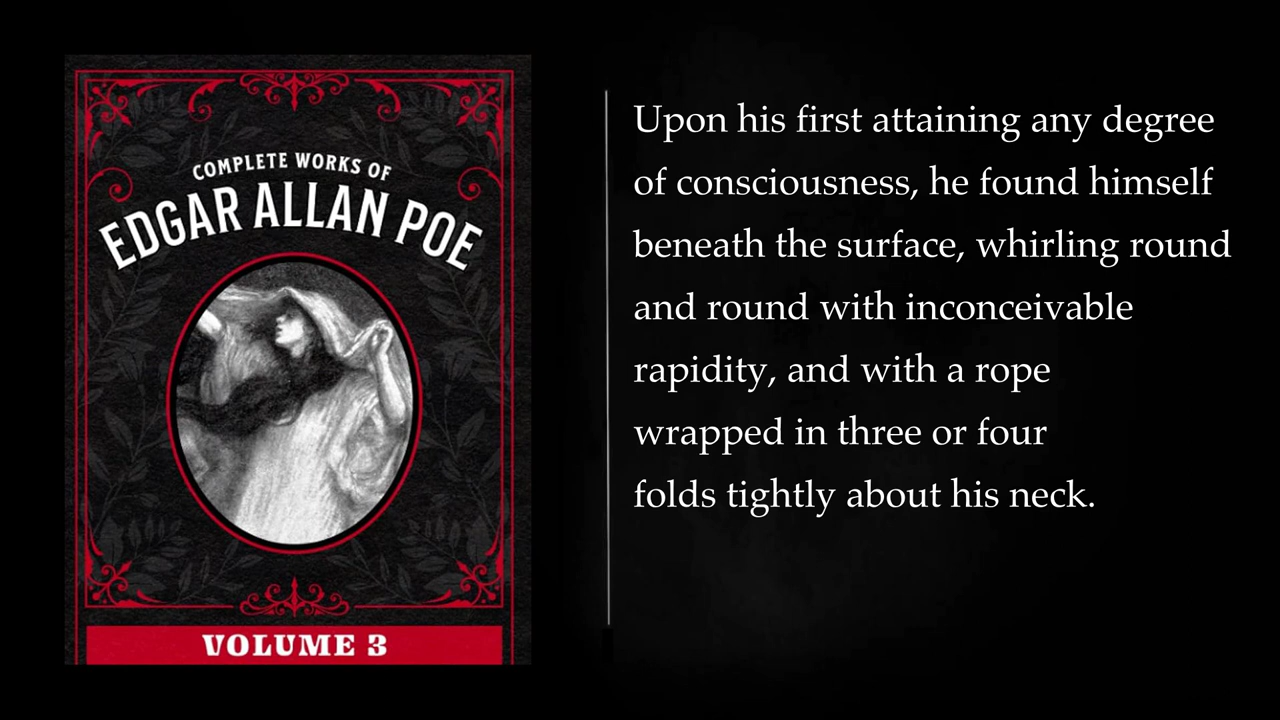 COMPLETE WORKS OF
EDGAR ALLAN POE
VOLUME 3
Upon his first attaining any degree
of consciousness, he found himself
beneath the surface, whirling round
and round with inconceivable
rapidity, and with a rope
wrapped in three or four
folds tightly about his neck.